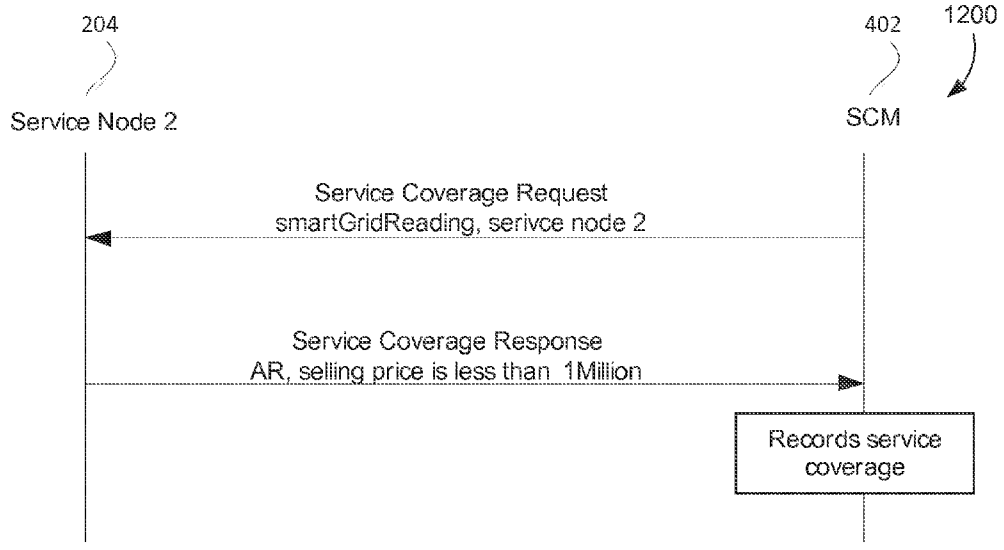 204
402
1200
Service Node 2
SCM
Service Coverage Request
smartGridReading, serivce node 2
Service Coverage Response
AR, selling price is less than 1Million
Records service
coverage